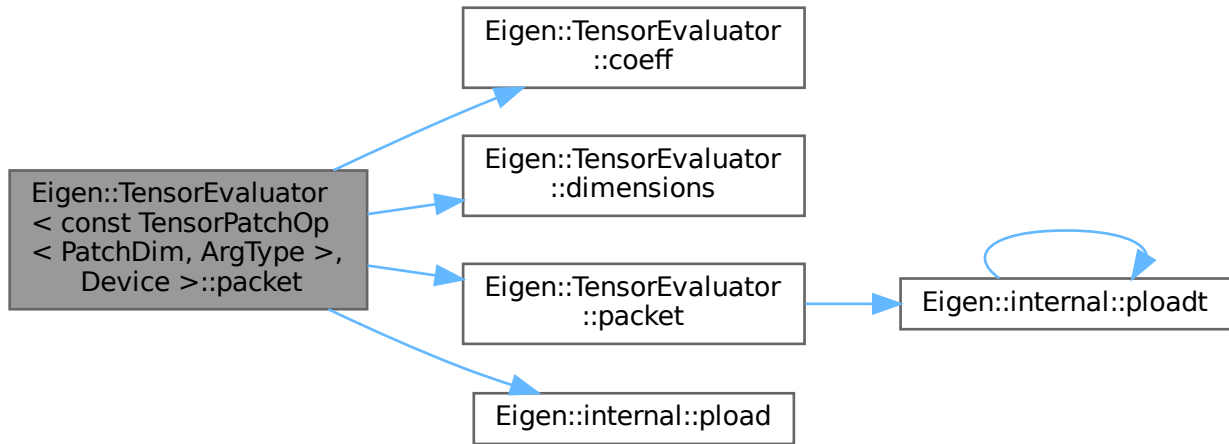 Eigen::TensorEvaluator
< const TensorPatchOp
< PatchDim, ArgType >,
Device >::packet
Eigen::TensorEvaluator
::coeff
Eigen::TensorEvaluator
::dimensions
Eigen::TensorEvaluator
::packet
Eigen::internal::ploadt
Eigen::internal::pload